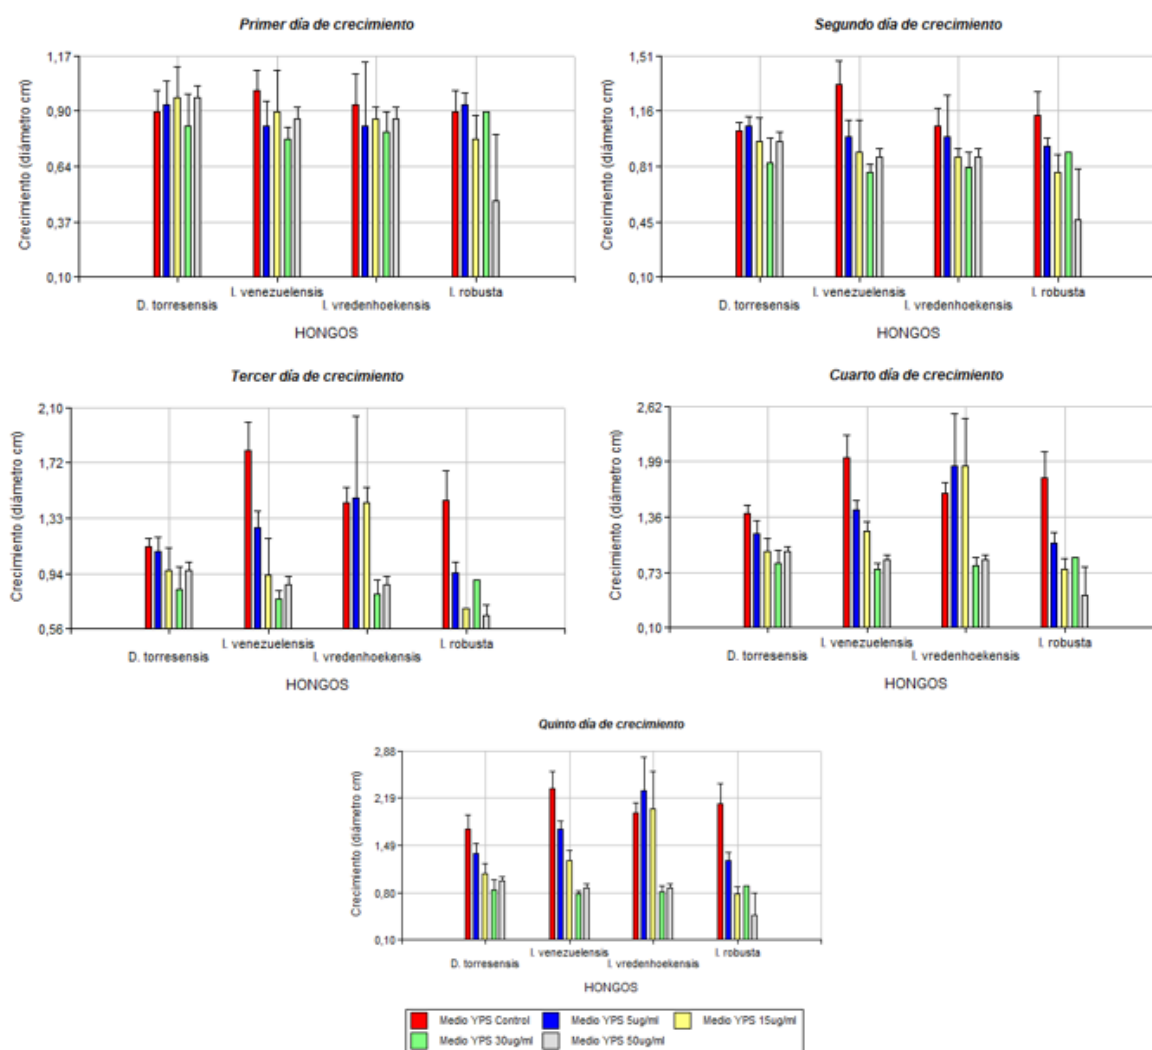 Primer día de crecimiento
Crecimiento (diámetro cm)
1,17
0,90
0,64
0,37
0,10
I. venezuelensis I. robusta
D. torresensis I. vredenhoekensis
HONGOS
Segundo día de crecimiento
Crecimiento (diámetro cm)
1,51
1,16
0,81
0,45
0,10
I. venezuelensis I. robusta
D. torresensis I. vredenhoekensis
HONGOS
Tercer día de crecimiento
Crecimiento (diámetro cm)
2,10
1,72
1,33
0,94
0,56
I. venezuelensis I. robusta
D. torresensis I. vredenhoekensis
HONGOS
Cuarto día de crecimiento
Crecimiento (diámetro cm)
2,62
1,99
1,36
0,73
0,10
I. venezuelensis I. robusta
D. torresensis I. vredenhoekensis
HONGOS
Quinto día de crecimiento
Crecimiento (diámetro cm)
2,88
2,19
1,49
0,80
0,10
I. venezuelensis I. robusta
D. torresensis I. vredenhoekensis
HONGOS
Medio YPS Control Medio YPS 5ug/ml Medio YPS 15ug/ml
Medio YPS 30ug/ml Medio YPS 50ug/ml